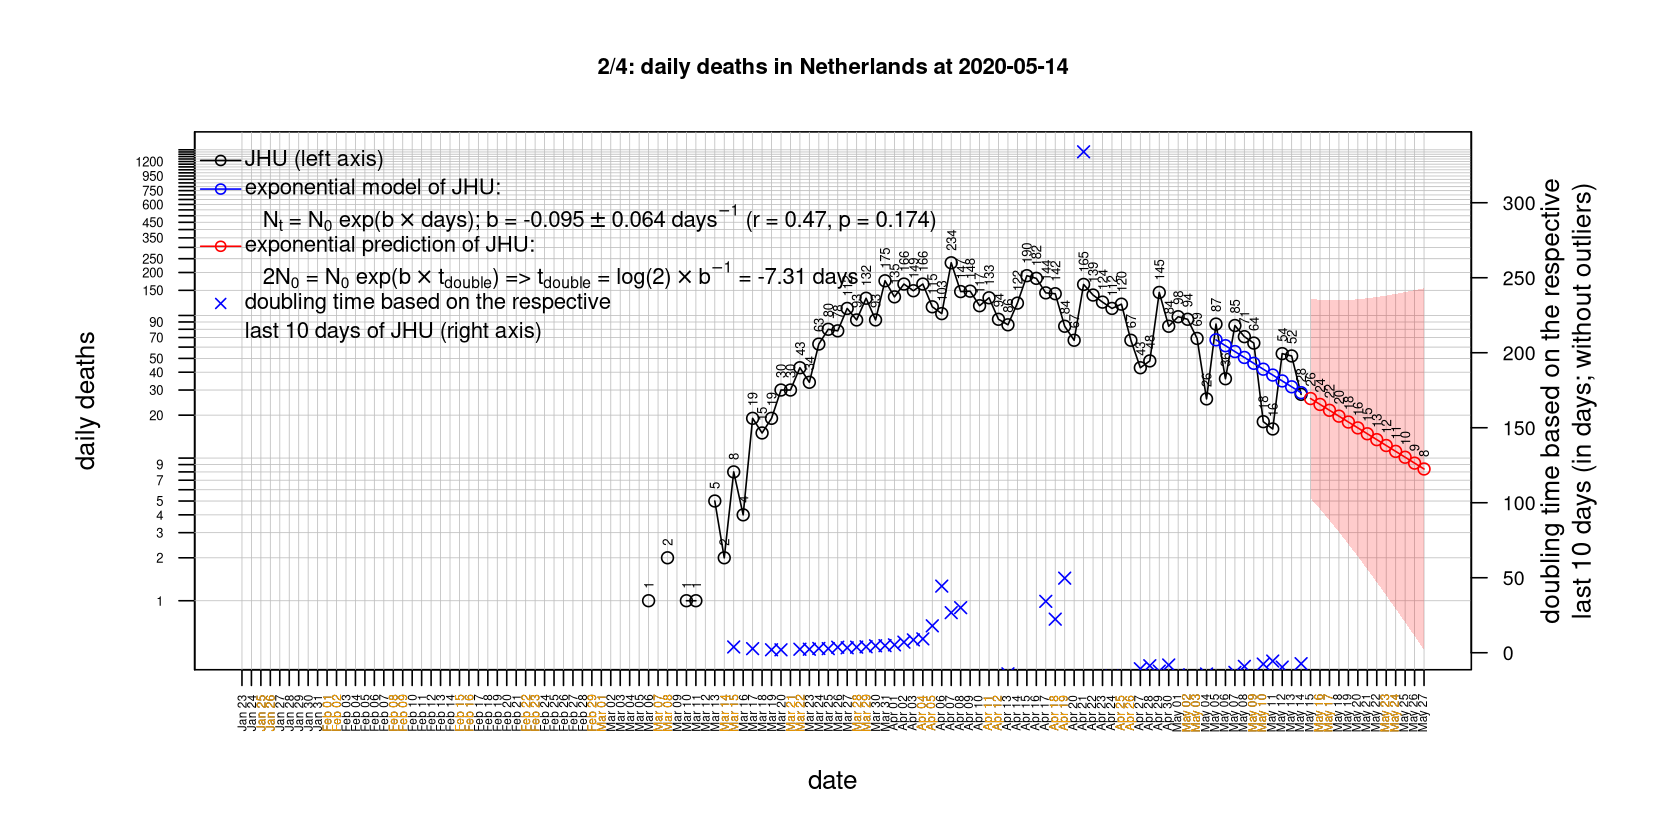 2/4: daily deaths in Netherlands at 2020-05-14
JHU (left axis)
exponential model of JHU:
Nt = N0 exp(b × days); b = -0.095 ± 0.064 days−1 (r = 0.47, p = 0.174)
exponential prediction of JHU:
2N0 = N0 exp(b × tdouble) => tdouble = log(2) × b−1 = -7.31 days
doubling time based on the respective
last 10 days of JHU (right axis)
daily deaths
1200
950
750
600
450
350
250
200
150
90
70
50
40
30
20
9
7
5
4
3
2
1
1 2 1 1 5 2 8 4 19 15 19 30 30 43 34 63 80 78 93 132 93 175 135 166 149 166 115 103 234 147 148 117 133 94 86 122 190 182 144 142 84 67 165 139 124 112 120 67 43 48 145 84 98 94 69 26 87 36 85 71 64 18 16 54 52 28
26 24 22 20 18 16 15 13 12 11 10 9 8
300
250
200
150
100
50
0
doubling time based on the respective
last 10 days (in days; without outliers)
Jan 23 Jan 24 Jan 25 Jan 26 Jan 27 Jan 28 Jan 29 Jan 30 Jan 31 Feb 01 Feb 02 Feb 03 Feb 04 Feb 05 Feb 06 Feb 07 Feb 08 Feb 09 Feb 10 Feb 11 Feb 12 Feb 13 Feb 14 Feb 15 Feb 16 Feb 17 Feb 18 Feb 19 Feb 20 Feb 21 Feb 22 Feb 23 Feb 24 Feb 25 Feb 26 Feb 27 Feb 28 Feb 29 Mar 01 Mar 02 Mar 03 Mar 04 Mar 05 Mar 06 Mar 07 Mar 08 Mar 09 Mar 10 Mar 11 Mar 12 Mar 13 Mar 14 Mar 15 Mar 16 Mar 17 Mar 18 Mar 19 Mar 20 Mar 21 Mar 22 Mar 23 Mar 24 Mar 25 Mar 26 Mar 27 Mar 28 Mar 29 Mar 30 Mar 31 Apr 01 Apr 02 Apr 03 Apr 04 Apr 05 Apr 06 Apr 07 Apr 08 Apr 09 Apr 10 Apr 11 Apr 12 Apr 13 Apr 14 Apr 15 Apr 16 Apr 17 Apr 18 Apr 19 Apr 20 Apr 21 Apr 22 Apr 23 Apr 24 Apr 25 Apr 26 Apr 27 Apr 28 Apr 29 Apr 30 May 01 May 02 May 03 May 04 May 05 May 06 May 07 May 08 May 09 May 10 May 11 May 12 May 13 May 14 May 15 May 16 May 17 May 18 May 19 May 20 May 21 May 22 May 23 May 24 May 25 May 26 May 27
date